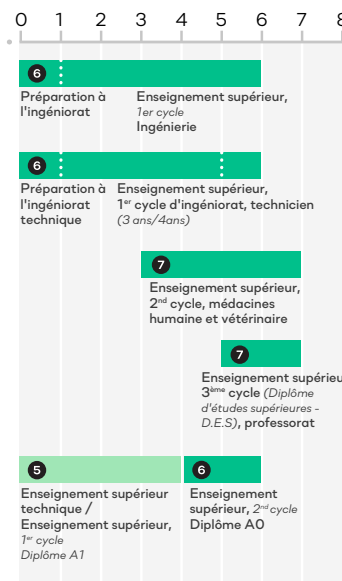 0 1 2 3 4 5 6 7 8
6
Préparation à
l'ingéniorat
Enseignement supérieur,
1er cycle
Ingénierie
6
Préparation à
l'ingéniorat
technique
Enseignement supérieur,
1er cycle d'ingéniorat, technicien
(3 ans/4ans)
7
Enseignement supérieur,
2nd cycle, médacines
humaine et vétérinaire
7
Enseignement supérieu
3ème cycle (Diplôme
d'études supérieures -
D.E.S), professorat
5
Enseignement supérieur
technique /
Enseignement supérieur,
1er cycle
Diplôme A1
6
Enseignement
supérieur, 2nd cycle
Diplôme A0